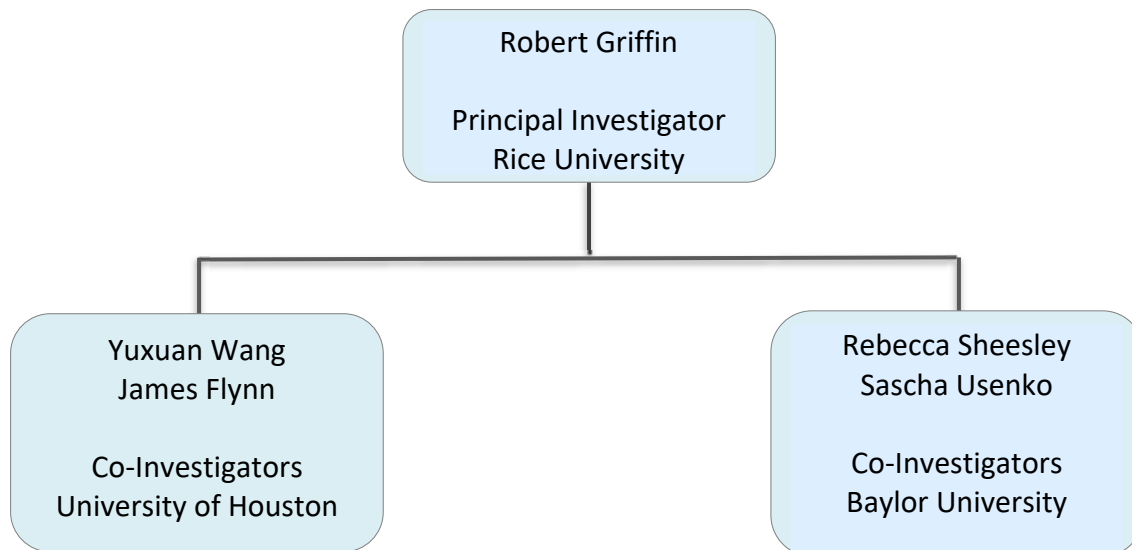 Robert Griffin
Principal Investigator
Rice University
Yuxuan Wang
James Flynn
Co-Investigators
University of Houston
Rebecca Sheesley
Sascha Usenko
Co-Investigators
Baylor University